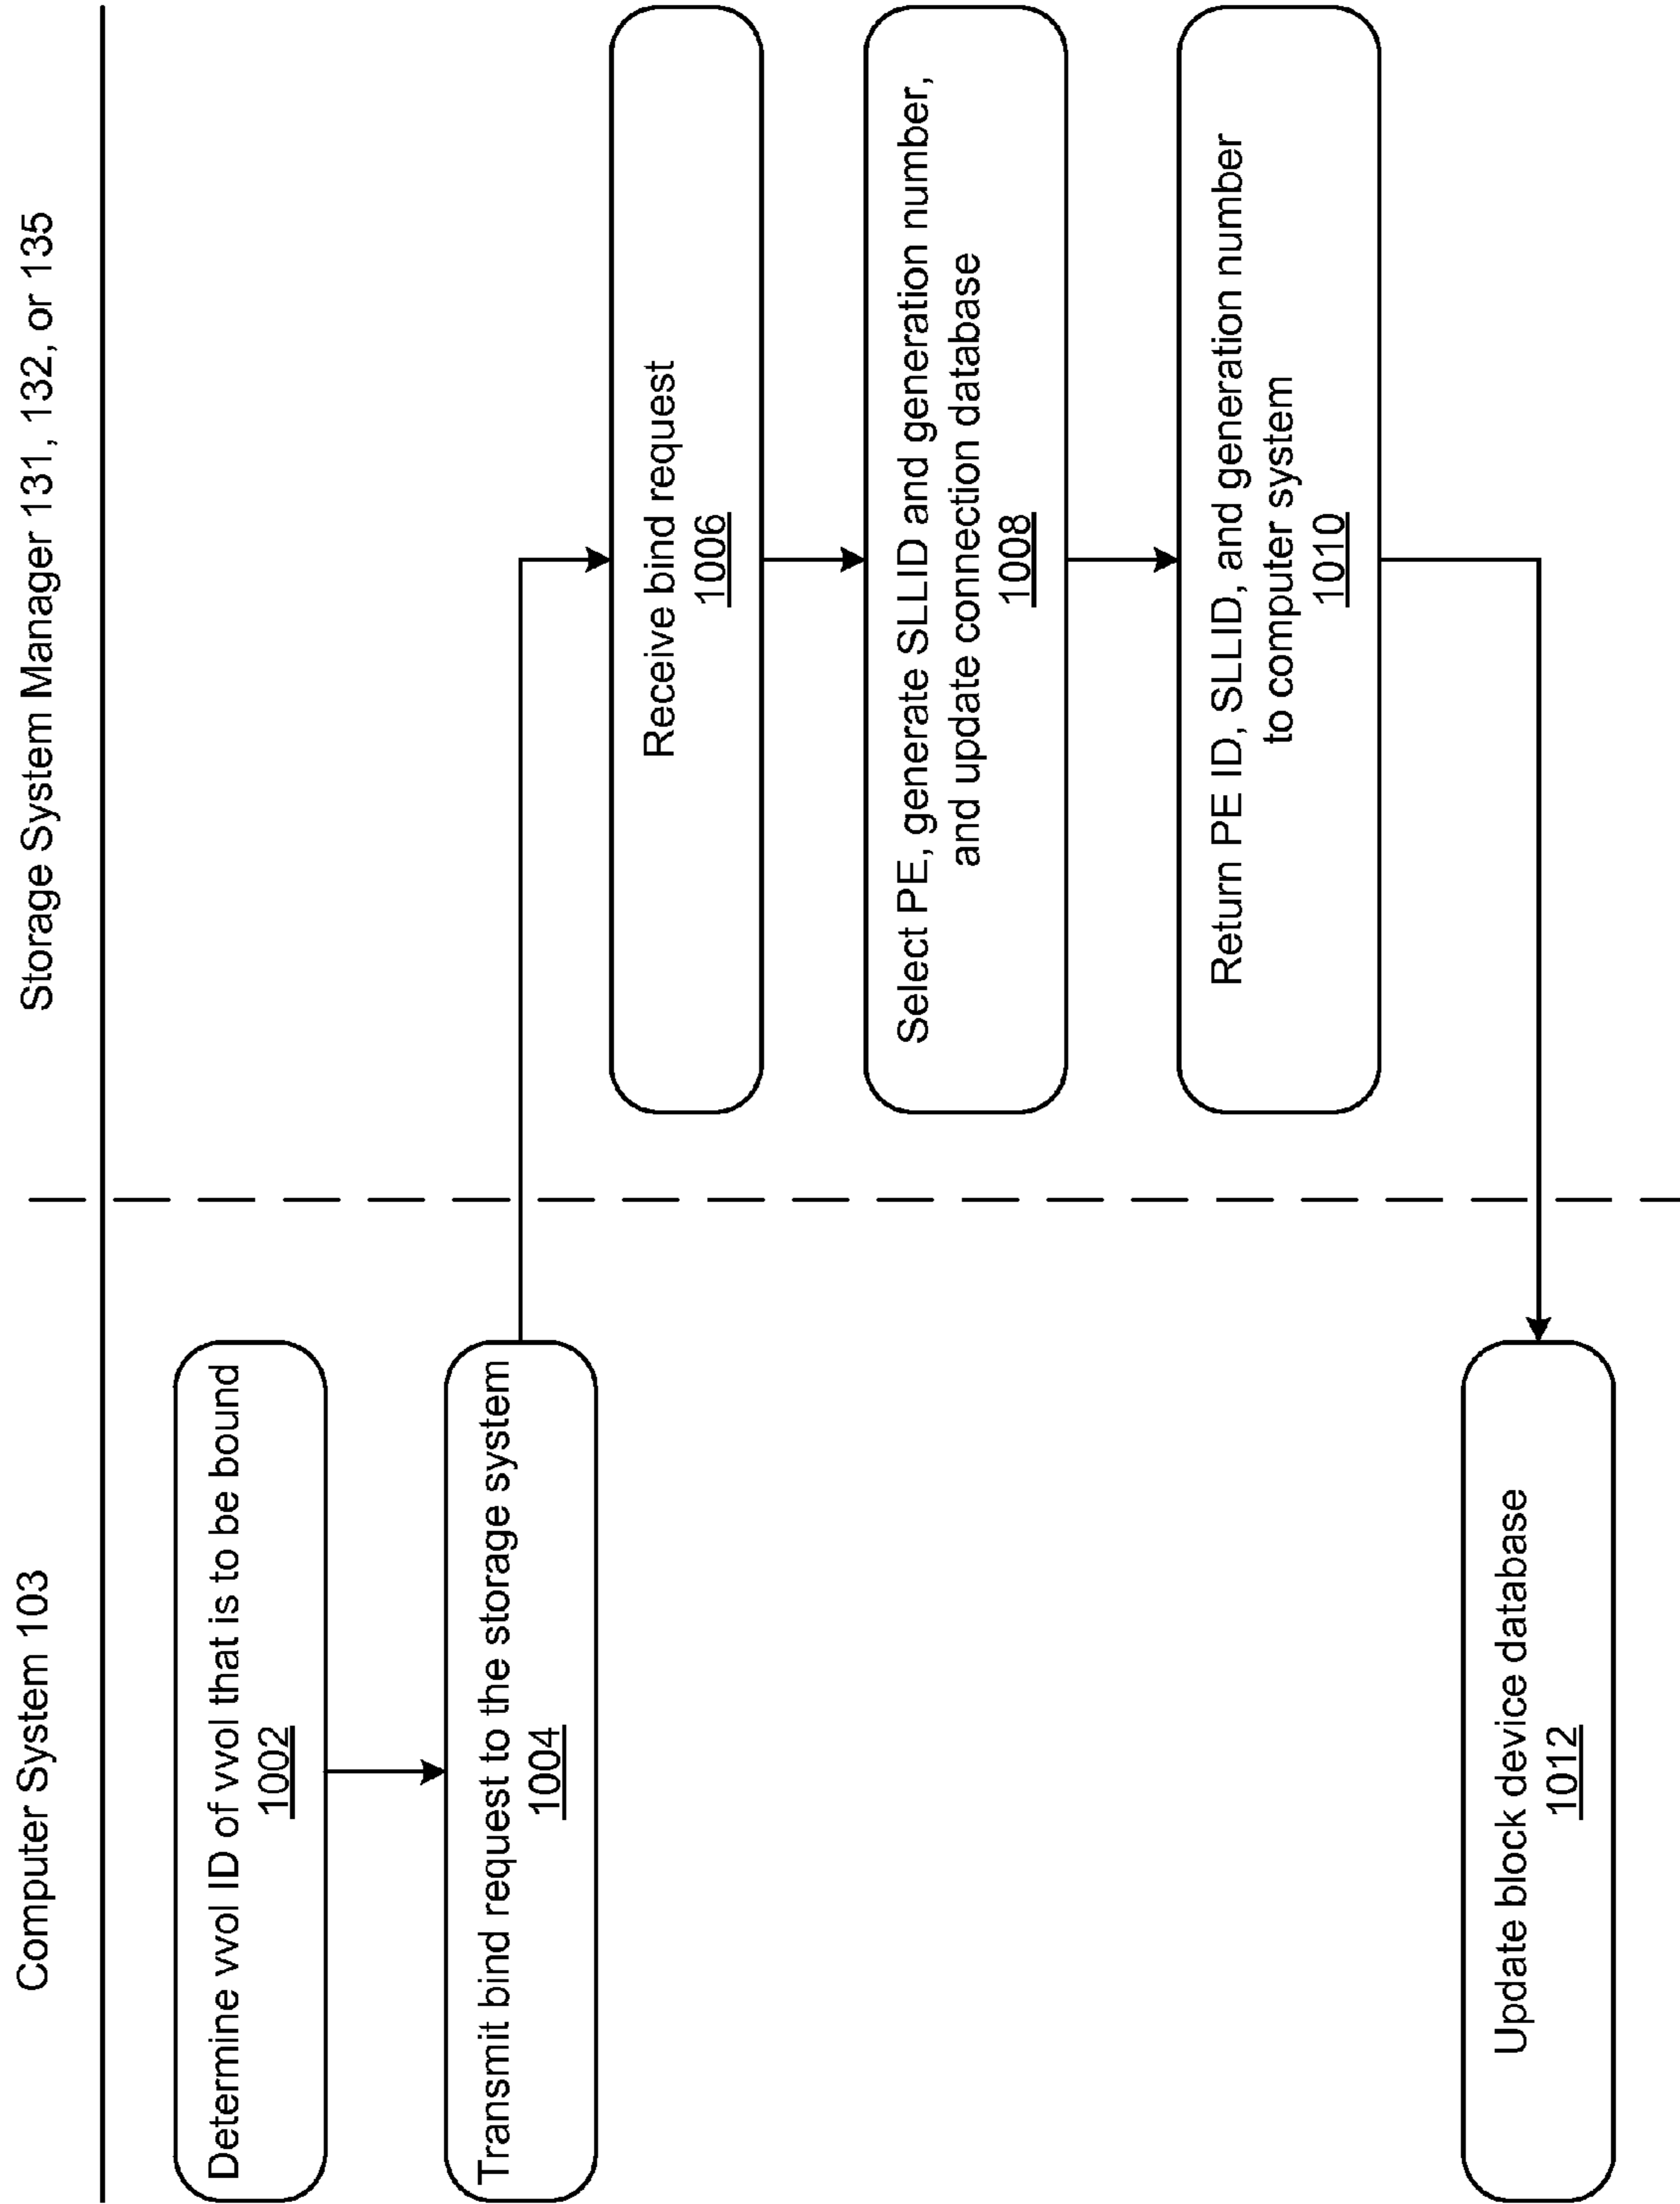 Computer System 103
Storage System Manager 131, 132, or 135
Determine vvol ID of vvol that is to be bound
1002
Transmit bind request to the storage system
1004
Receive bind request
1006
Select PE, generate SLLID and generation number,
and update connection database
1008
Return PE ID, SLLID, and generation number
to computer system
1010
Update block device database
1012